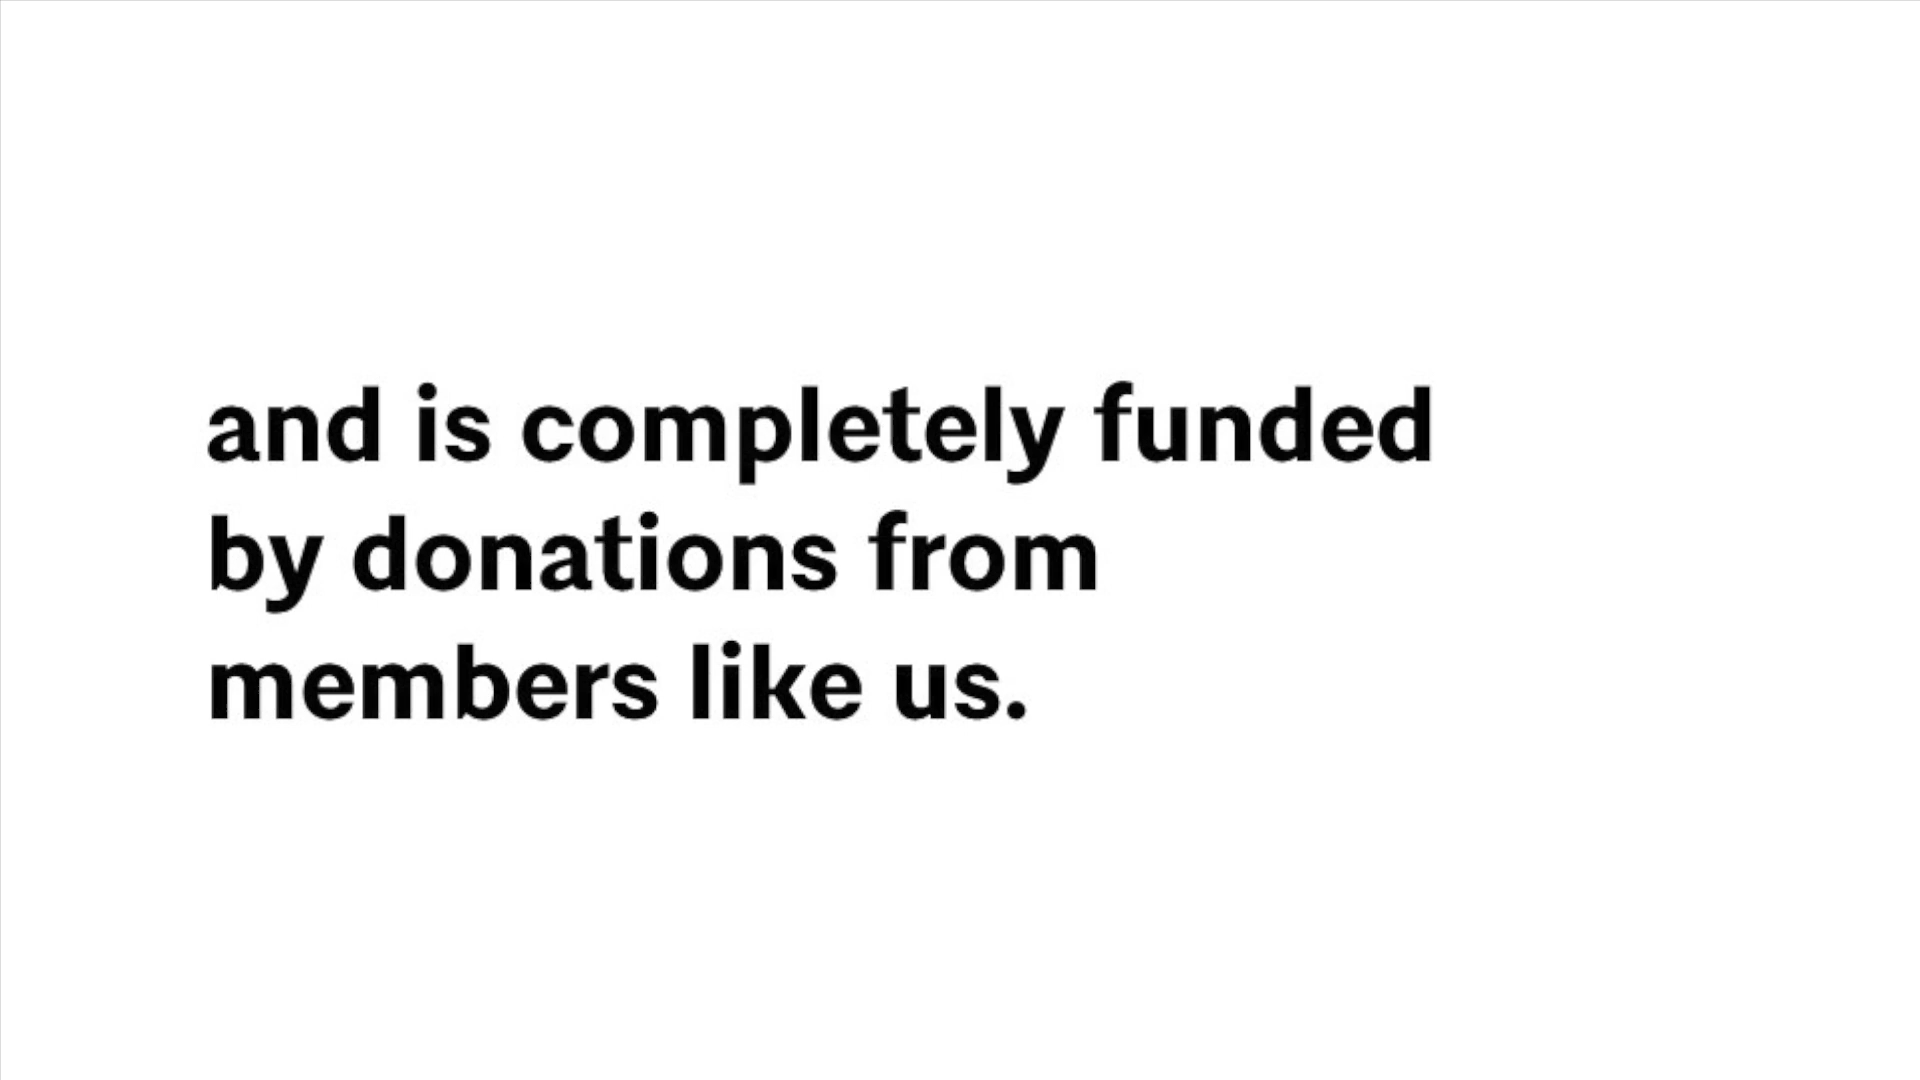 and is completely funded
by donations from
members like us.